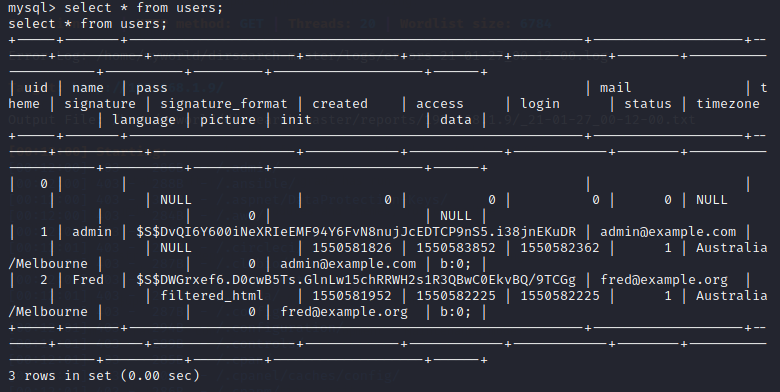 mysql> select * from users;
select * from users;
+-----+-------+---------------------------------------------------------+-------------------+--
-----------+-----------+------------------+------------+------------+------------+--------+---------
------------+----------+---------+-------------------+------+
| uid | name | pass | mail | t
heme | signature | signature_format | created | access | login | status | timezone
| language | picture | init | data |
+-----+-------+---------------------------------------------------------+-------------------+--
-----------+-----------+------------------+------------+------------+------------+--------+---------
------------+----------+---------+-------------------+------+
| 0 | | | |
| | NULL | 0 | 0 | 0 | 0 | NULL
| | 0 | | NULL |
| 1 | admin | $S$DvQI6Y600iNeXRIeEMF94Y6FvN8nujJcEDTCP9nS5.i38jnEKuDR | admin@example.com |
| | NULL | 1550581826 | 1550583852 | 1550582362 | 1 | Australia
/Melbourne | | 0 | admin@example.com | b:0; |
| 2 | Fred | $S$DWGrxef6.D0cwB5Ts.GlnLw15chRRWH2s1R3QBwC0EkvBQ/9TCGg | fred@example.org |
| | filtered_html | 1550581952 | 1550582225 | 1550582225 | 1 | Australia
/Melbourne | | 0 | fred@example.org | b:0; |
+-----+-------+---------------------------------------------------------+-------------------+--
-----------+-----------+------------------+------------+------------+------------+--------+---------
------------+----------+---------+-------------------+------+
3 rows in set (0.00 sec)